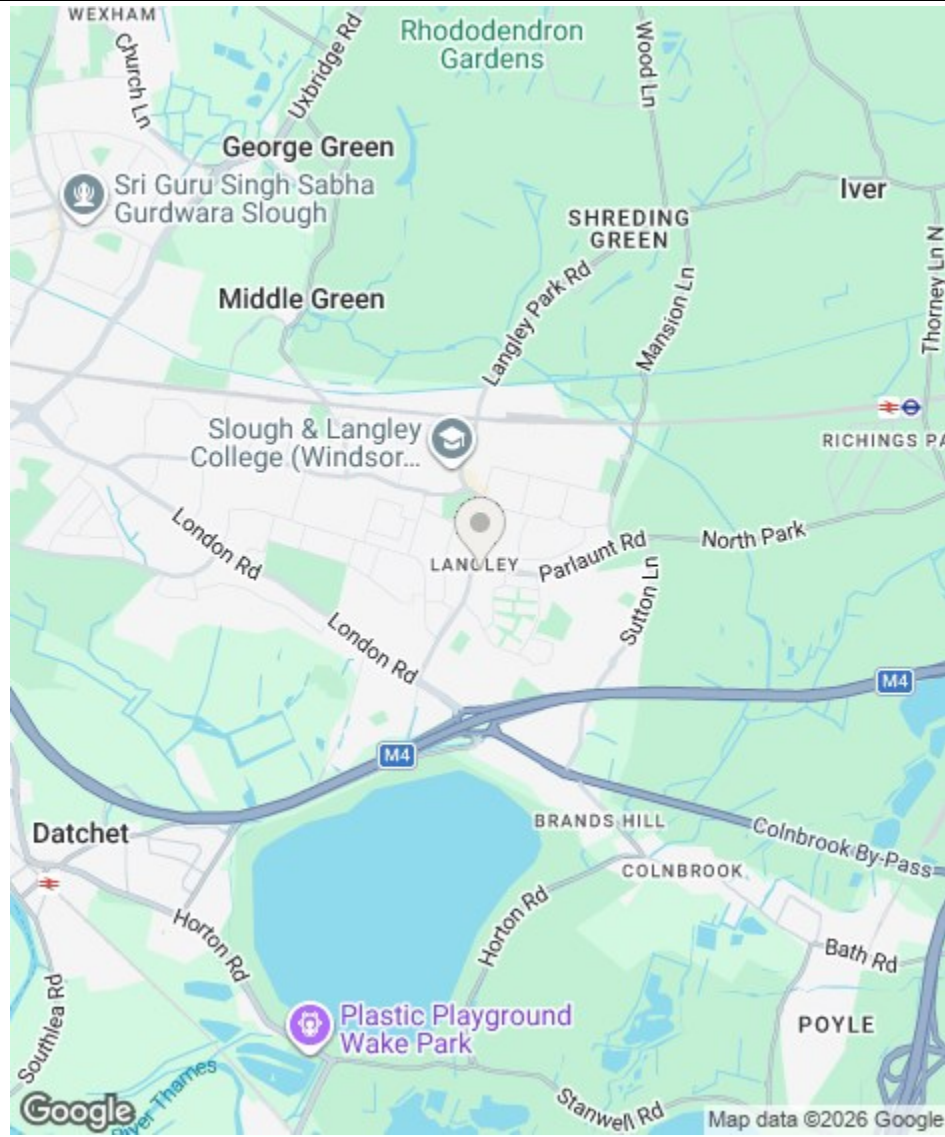 WEXHAM
Church Ln
Uxbridge Rd
Rhododendron
Gardens
Wood Ln
George Green
Sri Guru Singh Sabha
Gurdwara Slough
Iver
SHREDING
GREEN
Middle Green
Langley Park Rd
Mansion Ln
Thorney Ln N
Slough & Langley
College (Windsor...
RICHINGS PA
London Rd
LANGLEY
Parlaunt Rd
North Park
Sutton Ln
London Rd
M4
M4
Datchet
BRANDS HILL
Colnbrook By-Pass
COLNBROOK
Horton Rd
Horton Rd
Bath Rd
Southlea Rd
Plastic Playground
Wake Park
POYLE
River Thames
Stanwell Rd
Google
Map data ©2026 Google